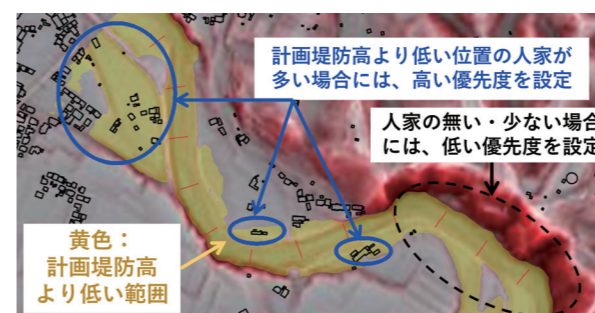 計画堤防高より低い位置の人家が
多い場合には、高い優先度を設定
人家の無い・少ない場合
には、低い優先度を設定
黄色：
計画堤防高
より低い範囲